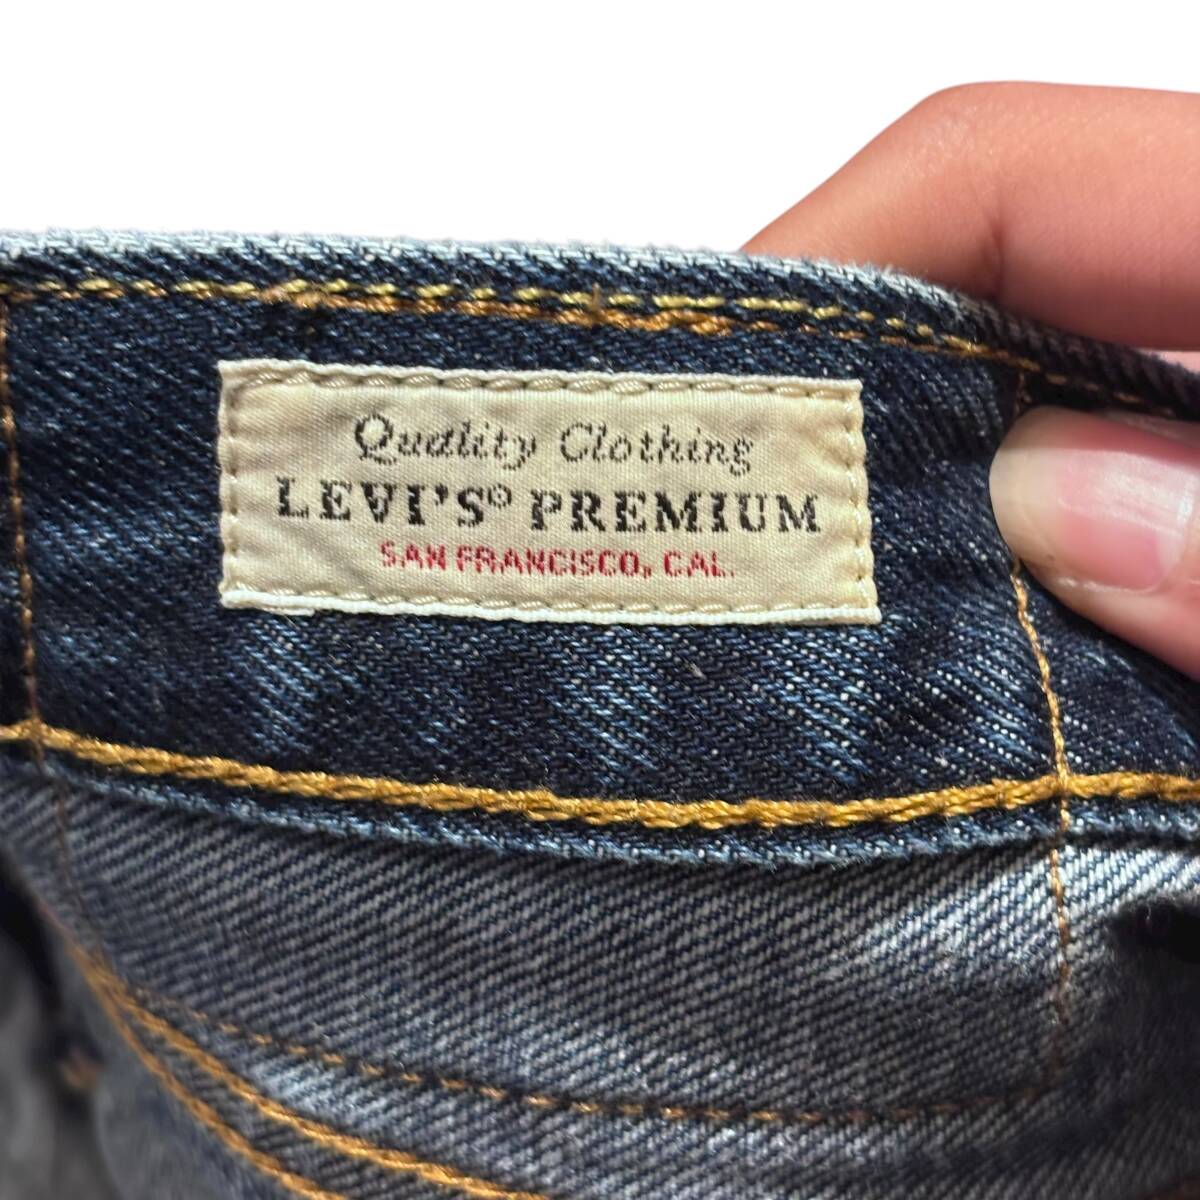 Quality Clothing
LEVI'S® PREMIUM
SAN FRANCISCO, CAL.